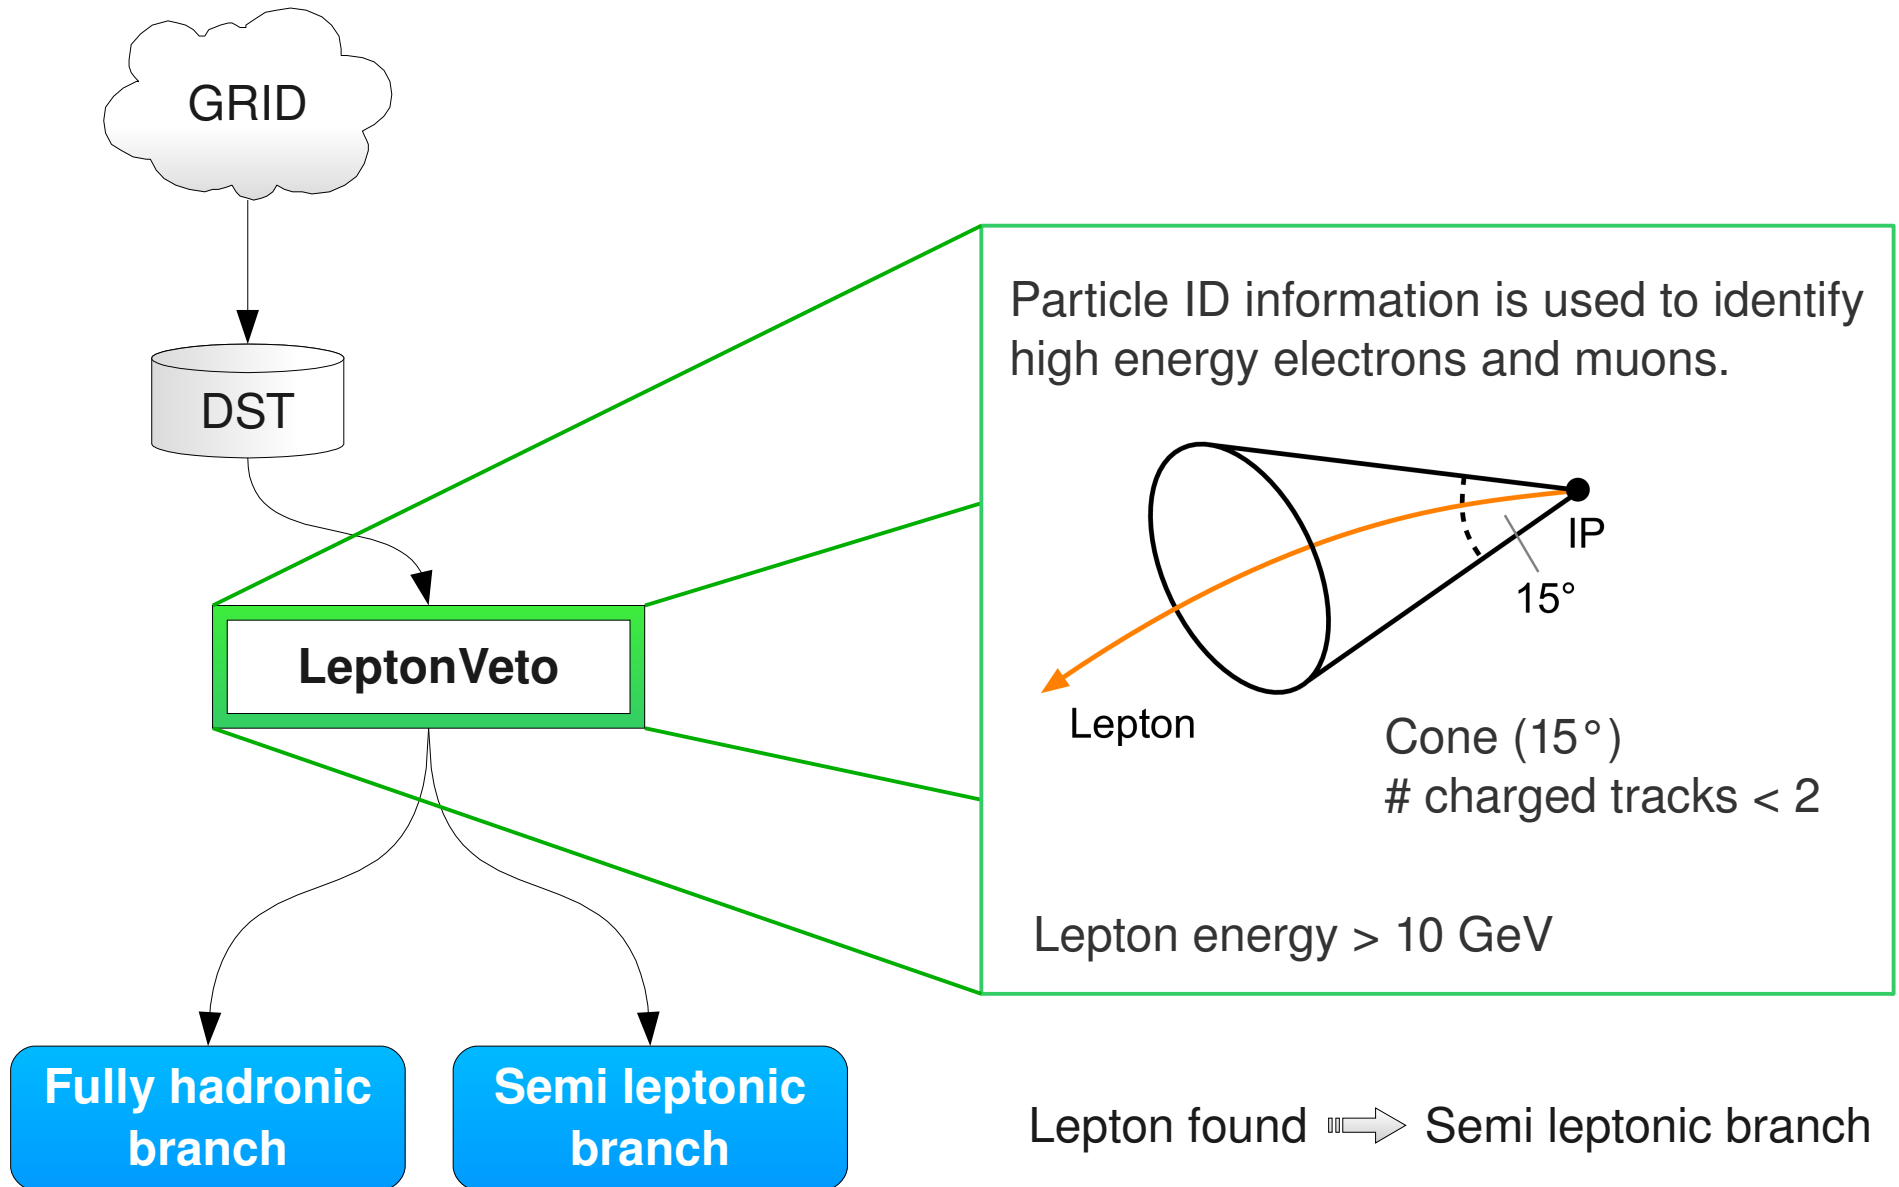 GRID
DST
LeptonVeto
Fully hadronic
branch
Semi leptonic
branch
Particle ID information is used to identify
high energy electrons and muons.
IP
15°
Lepton
Cone (15°)
# charged tracks < 2
Lepton energy > 10 GeV
Lepton found
Semi leptonic branch